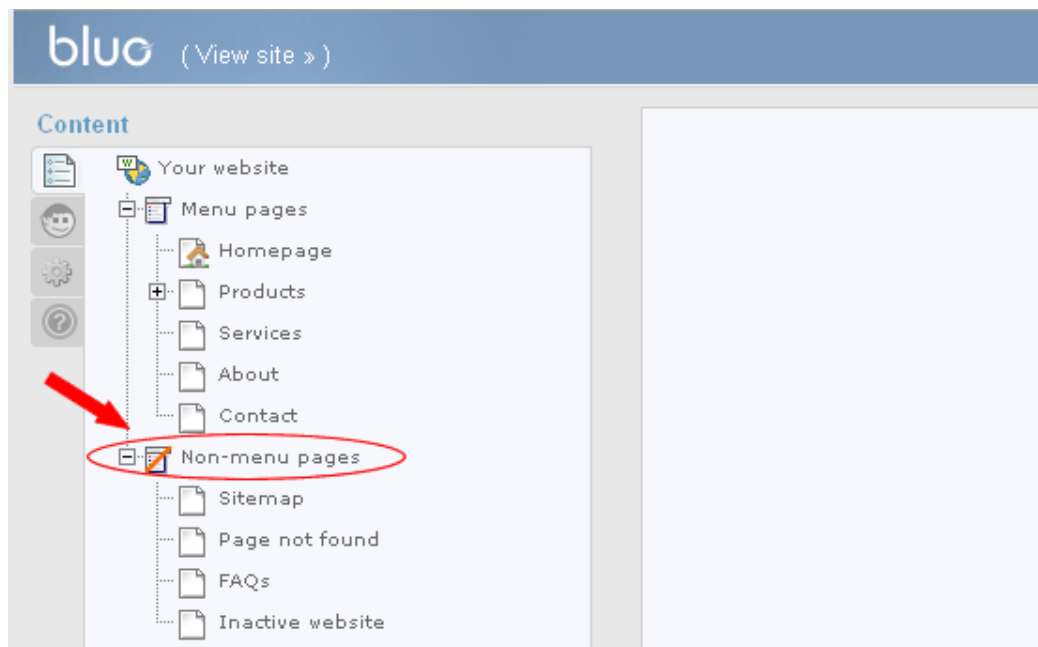 bluo ( View site » )
Content
Your website
Menu pages
Homepage
Products
Services
About
Contact
Non-menu pages
Sitemap
Page not found
FAQs
Inactive website